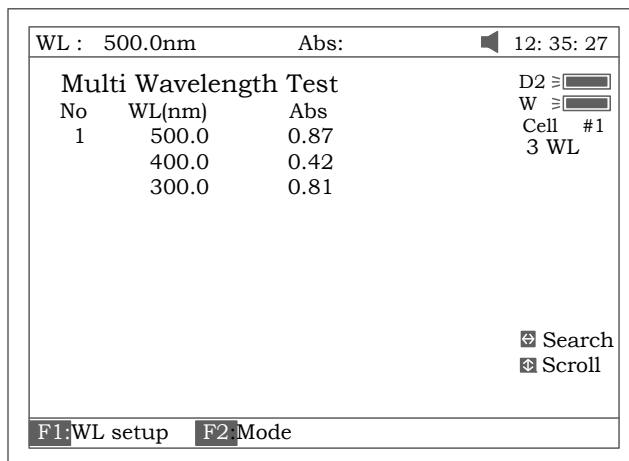 WL : 500.0nm Abs: 12: 35: 27
Multi Wavelength Test
No WL(nm) Abs
1 500.0 0.87
400.0 0.42
300.0 0.81
D2
W
Cell #1
3 WL
Search
Scroll
F1:WL setup F2:Mode